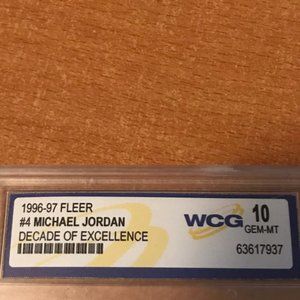 1996-97 FLEER
#4 MICHAEL JORDAN
DECADE OF EXCELLENCE
WCG
10
GEM-MT
63617937